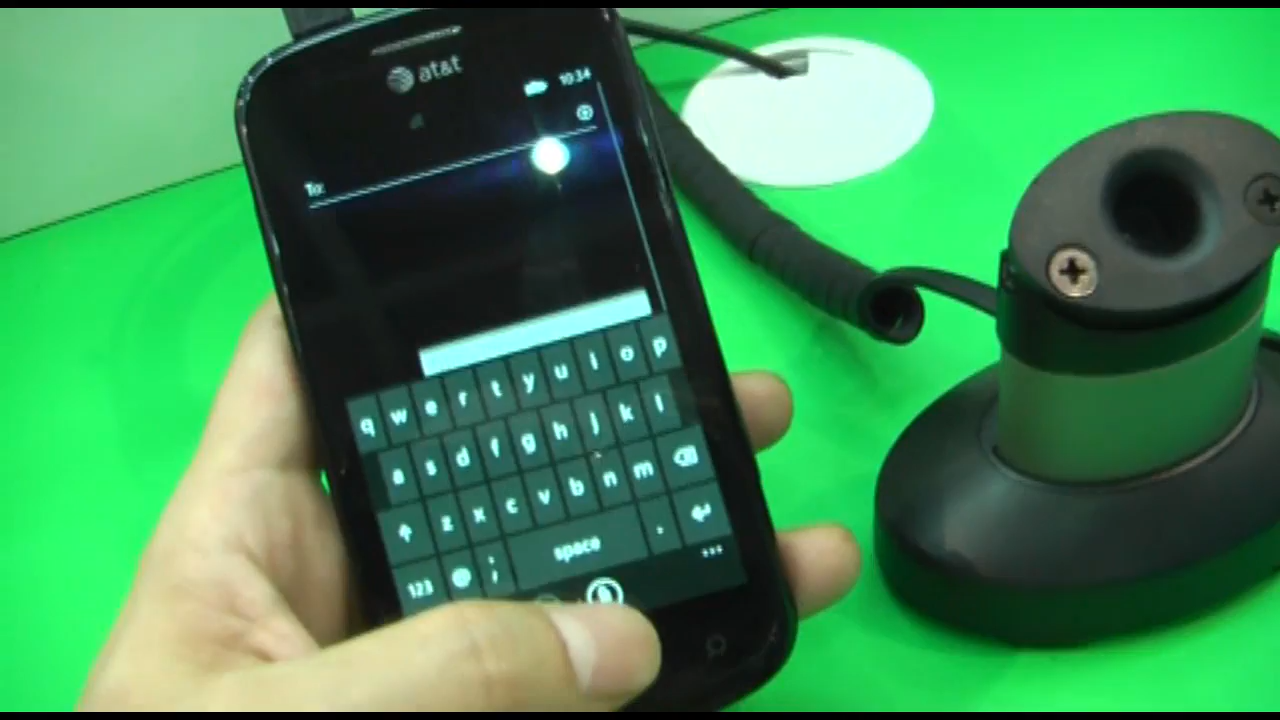 at&t
10:34
To:
q w e r t y u i o p
a s d f g h j k l
z x c v b n m
123 ; space .